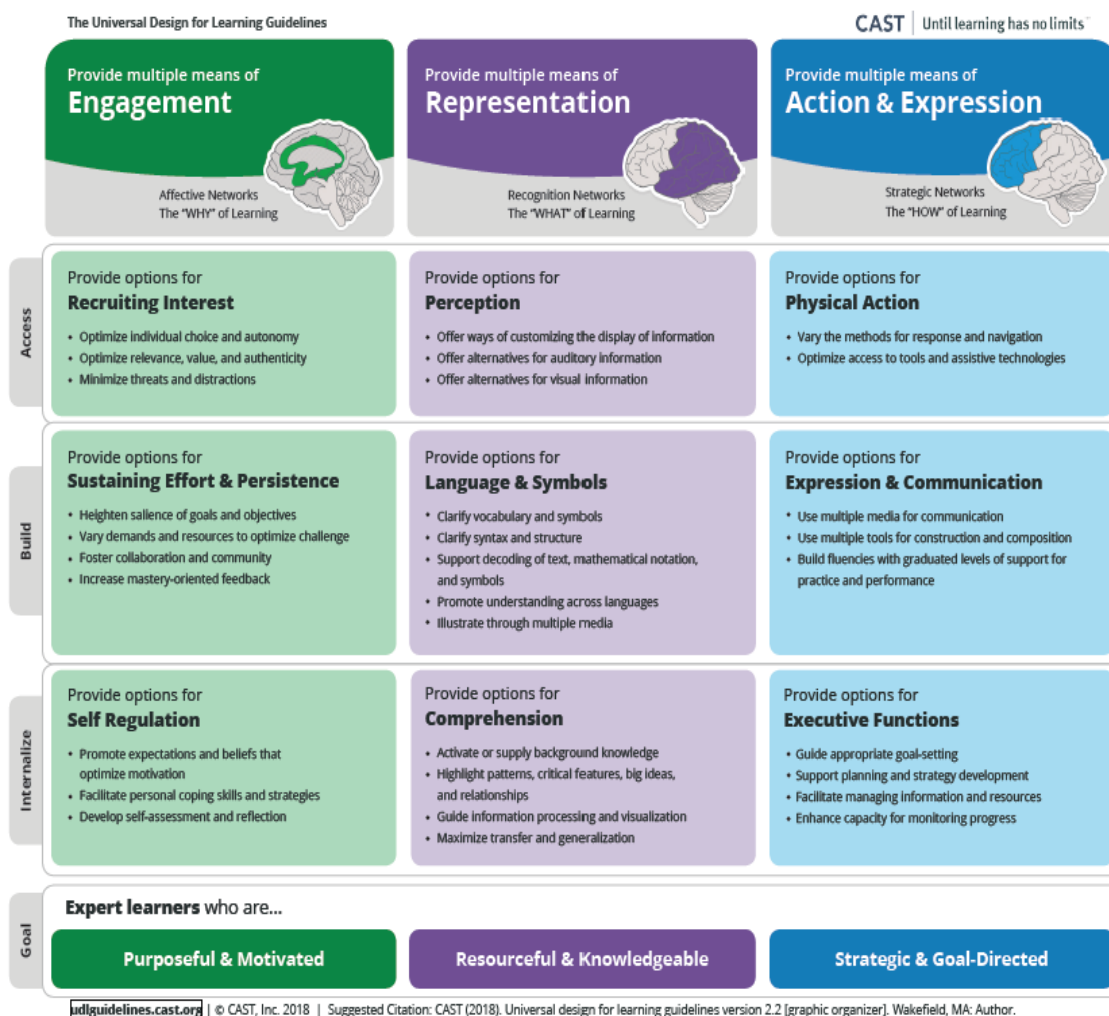 The Universal Design for Learning Guidelines
CAST | Until learning has no limits
Provide multiple means of
Engagement
Affective Networks
The “WHY” of Learning
Provide multiple means of
Representation
Recognition Networks
The “WHAT” of Learning
Provide multiple means of
Action & Expression
Strategic Networks
The “HOW” of Learning
Access
Provide options for
Recruiting Interest
• Optimize individual choice and autonomy
• Optimize relevance, value, and authenticity
• Minimize threats and distractions
Provide options for
Perception
• Offer ways of customizing the display of information
• Offer alternatives for auditory information
• Offer alternatives for visual information
Provide options for
Physical Action
• Vary the methods for response and navigation
• Optimize access to tools and assistive technologies
Build
Provide options for
Sustaining Effort & Persistence
• Heighten salience of goals and objectives
• Vary demands and resources to optimize challenge
• Foster collaboration and community
• Increase mastery-oriented feedback
Provide options for
Language & Symbols
• Clarify vocabulary and symbols
• Clarify syntax and structure
• Support decoding of text, mathematical notation,
and symbols
• Promote understanding across languages
• Illustrate through multiple media
Provide options for
Expression & Communication
• Use multiple media for communication
• Use multiple tools for construction and composition
• Build fluencies with graduated levels of support for
practice and performance
Internalize
Provide options for
Self Regulation
• Promote expectations and beliefs that
optimize motivation
• Facilitate personal coping skills and strategies
• Develop self-assessment and reflection
Provide options for
Comprehension
• Activate or supply background knowledge
• Highlight patterns, critical features, big ideas,
and relationships
• Guide information processing and visualization
• Maximize transfer and generalization
Provide options for
Executive Functions
• Guide appropriate goal-setting
• Support planning and strategy development
• Facilitate managing information and resources
• Enhance capacity for monitoring progress
Goal
Expert learners who are...
Purposeful & Motivated
Resourceful & Knowledgeable
Strategic & Goal-Directed
udlguidelines.cast.org | © CAST, Inc. 2018 | Suggested Citation: CAST (2018). Universal design for learning guidelines version 2.2 [graphic organizer]. Wakefield, MA: Author.